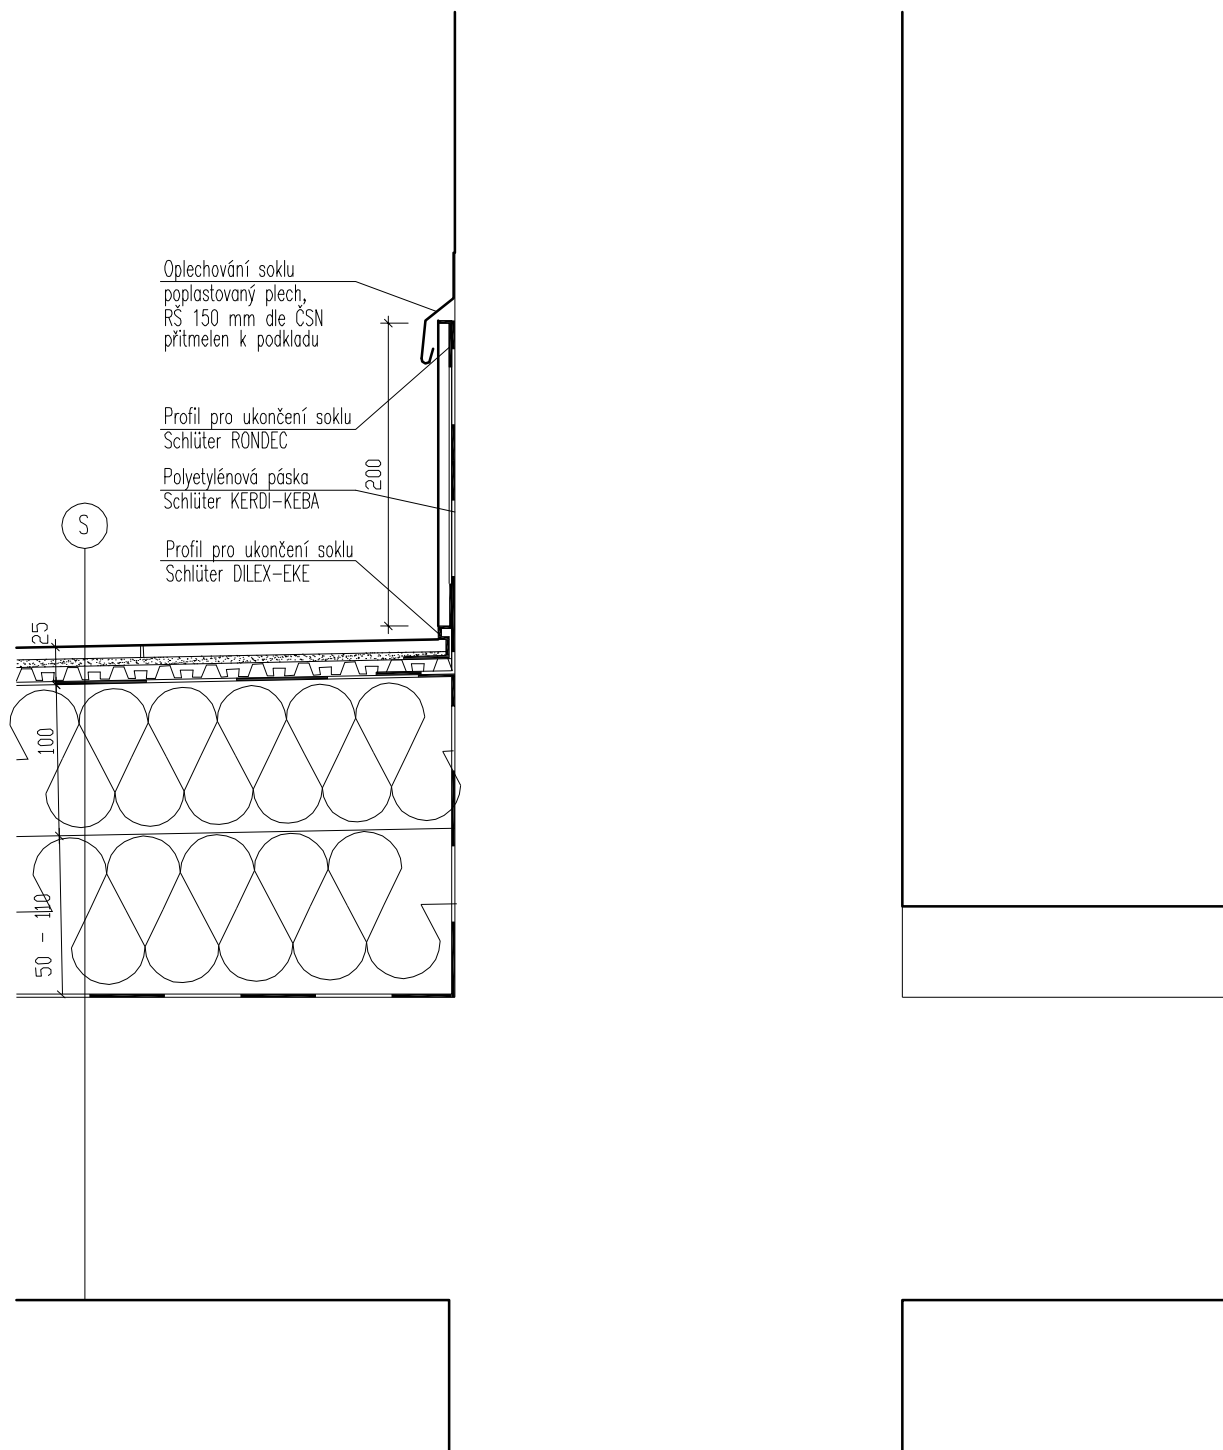 Oplechování soklu
poplastovaný plech,
RŠ 150 mm dle ČSN
přitmelen k podkladu
Profil pro ukončení soklu
Schlüter RONDEC
200
Polyetylénová páska
Schlüter KERDI-KEBA
S
Profil pro ukončení soklu
Schlüter DILEX-EKE
25
100
50 - 110